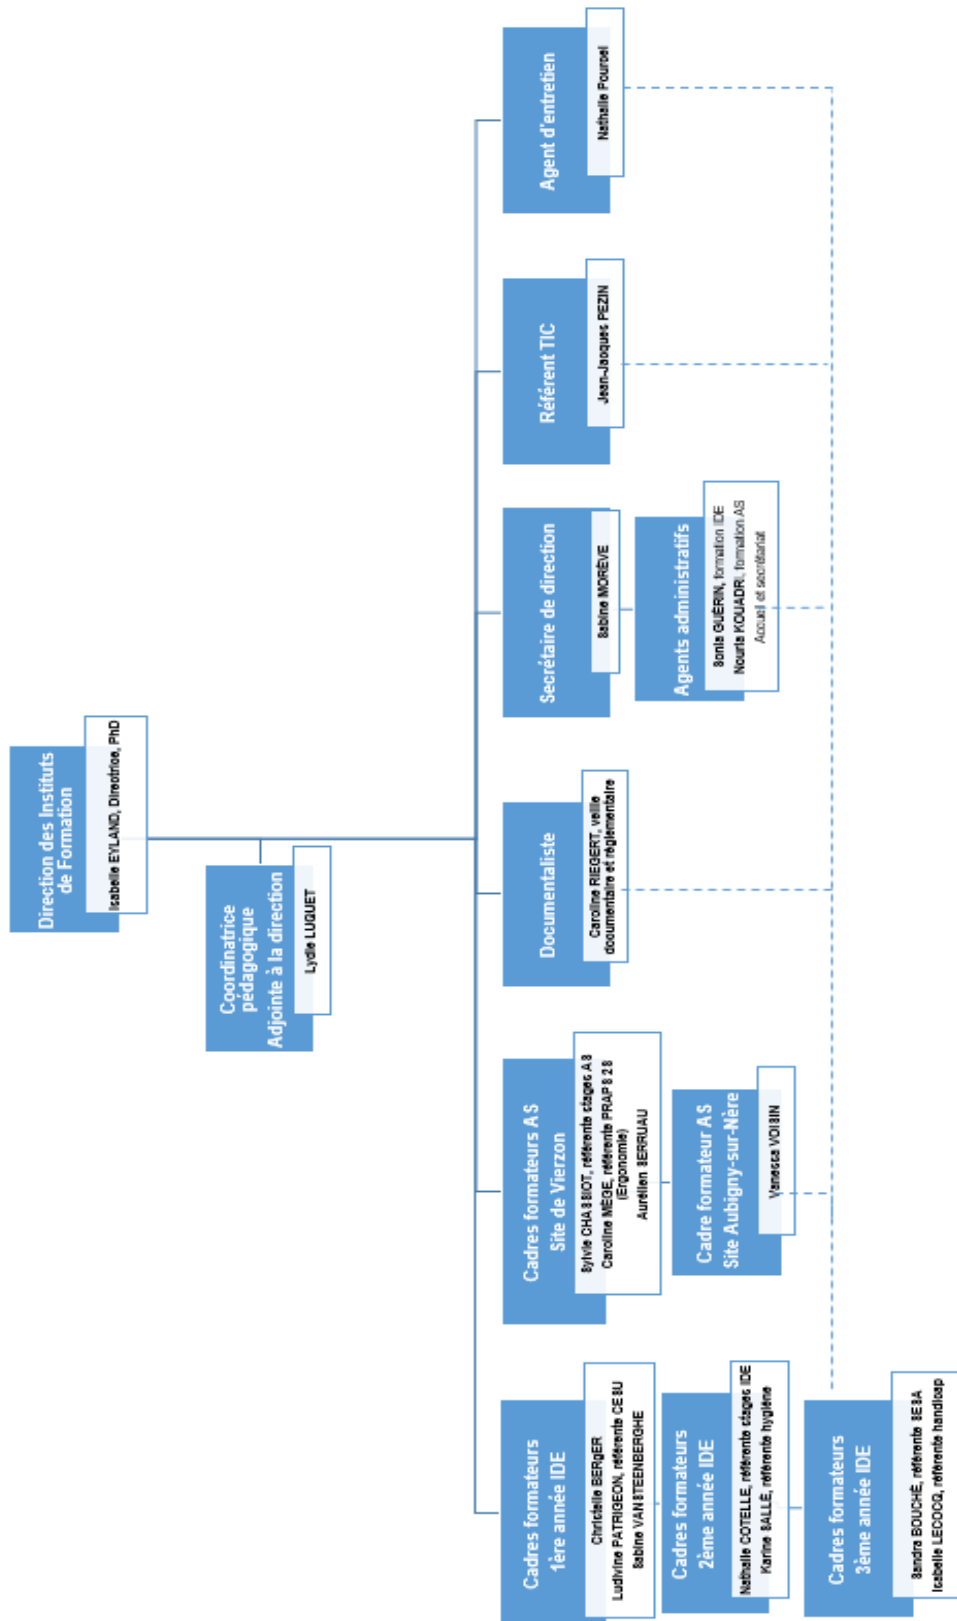 Direction des Instituts
de Formation
Isabelle EYLAND, Directrice, PhD
Coordinatrice
pédagogique
Adjointe à la direction
Lydie LUQUET
Cadres formateurs
1ère année IDE
Christelle BERgER
Ludivine PATRIGEON, référente CESU
Sabine VANSTEENBERGHE
Cadres formateurs
2ème année IDE
Nathalie COTELLE, référente stages IDE
Karine SALLÉ, référente hygiène
Cadres formateurs
3ème année IDE
Sandra BOUCHÉ, référente SESA
Isabelle LECOCQ, référente handicap
Cadres formateurs AS
Site de Vierzon
Sylvie CHASSIOT, référente stages AS
Caroline MÈGE, référente PRAPS 2S
(Ergonomie)
Aurélien SERRUAU
Cadre formateur AS
Site Aubigny-sur-Nère
Vanessa VOISIN
Documentaliste
Caroline RIEGERT, veille
documentaire et réglementaire
Secrétaire de direction
Sabine MORÈVE
Agents administratifs
Sonia GUÉRIN, formation IDE
Nouria KOUADRI, formation AS
Accueil et secrétariat
Référent TIC
Jean-Jacques PEZIN
Agent d'entretien
Nathalie Pourcel